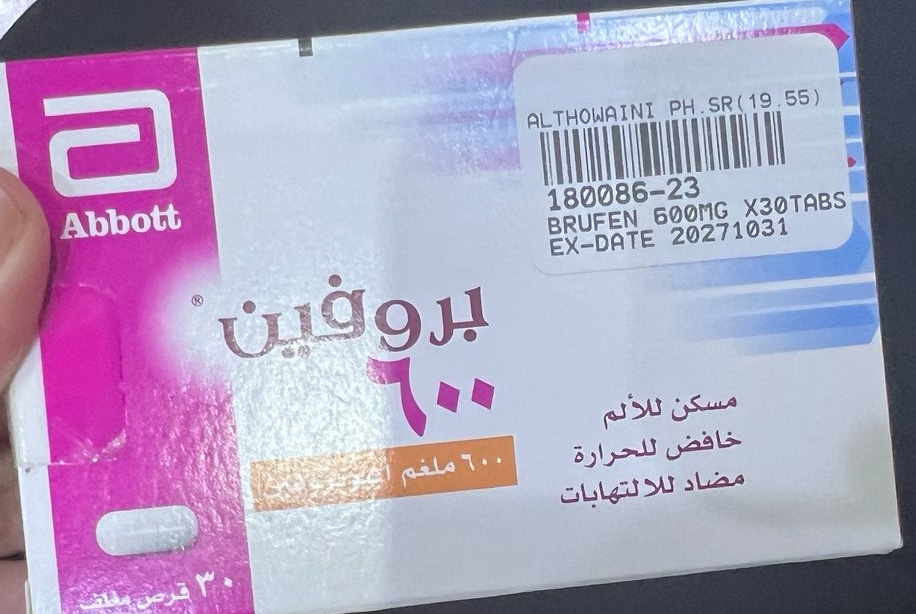 Abbott
ALTHOWAINI PH.SR(19.55)
180086-23
BRUFEN 600MG X30TABS
EX-DATE 20271031
بروفين®
٦٠٠
٦٠٠ ملغم
مسكن للألم
خافض للحرارة
مضاد للالتهابات
٣٠ قرص مغلف